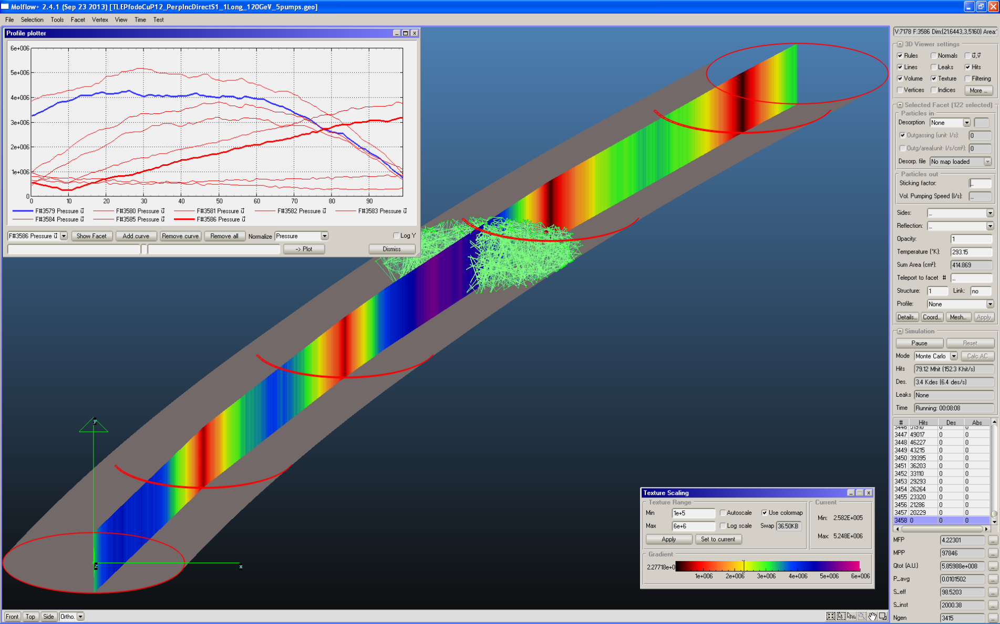 Molflow+ 2.4.1 (Sep 23 2013) [TLEPfodoCuP12_PerpIncDirectS1_1Long_120GeV_5pumps.geo]
File Selection Tools Facet Vertex View Time Test
Profile plotter
6e+006
5e+006
4e+006
3e+006
2e+006
1e+006
0
0 10 20 30 40 50 60 70 80 90
F#3579 Pressure u⃗ F#3580 Pressure u⃗ F#3581 Pressure u⃗ F#3582 Pressure u⃗ F#3583 Pressure u⃗
F#3584 Pressure u⃗ F#3585 Pressure u⃗ F#3586 Pressure u⃗
F#3586 Pressure u⃗ Show Facet Add curve Remove curve Remove all Normalize Pressure Log Y
-> Plot Dismiss
y
z
x
Texture Scaling
Texture Range Current
Min 1e+5 Autoscale Use colormap Min: 2.582E+005
Max 6e+6 Log scale Swap 36.50KB Max: 5.248E+006
Apply Set to current
Gradient
2.27718e+0
1e+006 2e+006 3e+006 4e+006 5e+006 6e+006
Front Top Side Ortho.
V:7178 F:3586 Dim:(21.6443,3,5160) Area:
3D Viewer settings
Rules Normals u⃗,v⃗
Lines Leaks Hits
Volume Texture Filtering
Vertices Indices More ...
Selected Facet (122 selected)
Particles in
Desorption None
Outgassing (unit· l/s): 0
Outg/area(unit· l/s/cm²): 0
Desorp. file No map loaded
Particles out
Sticking factor: ...
Vol. Pumping Speed (l/s): ...
Sides: ...
Reflection: ...
Opacity: 1
Temperature (°K): 293.15
Sum Area (cm²): 414.869
Teleport to facet # ...
Structure: 1 Link: no
Profile: None
Details... Coord... Mesh... Apply
Simulation
Pause Reset
Mode Monte Carlo Calc AC
Hits 79.12 Mhit (152.3 Khit/s)
Des. 3.4 Kdes (6.4 des/s)
Leaks None
Time Running: 00:08:08
# Hits Des Abs
3446 51910 0 0
3447 49017 0 0
3448 46227 0 0
3449 43215 0 0
3450 39395 0 0
3451 36203 0 0
3452 33110 0 0
3453 29293 0 0
3454 26264 0 0
3455 23320 0 0
3456 21286 0 0
3457 20229 0 0
3458 0 0 0
MFP 4.22301 ...
MPP 97846 ...
Qtot (A.U.) 5.85988e+008 ...
P_avg 0.0101502 ...
S_eff 98.5203 ...
S_inst 2000.38 ...
Ngen 3415 ...